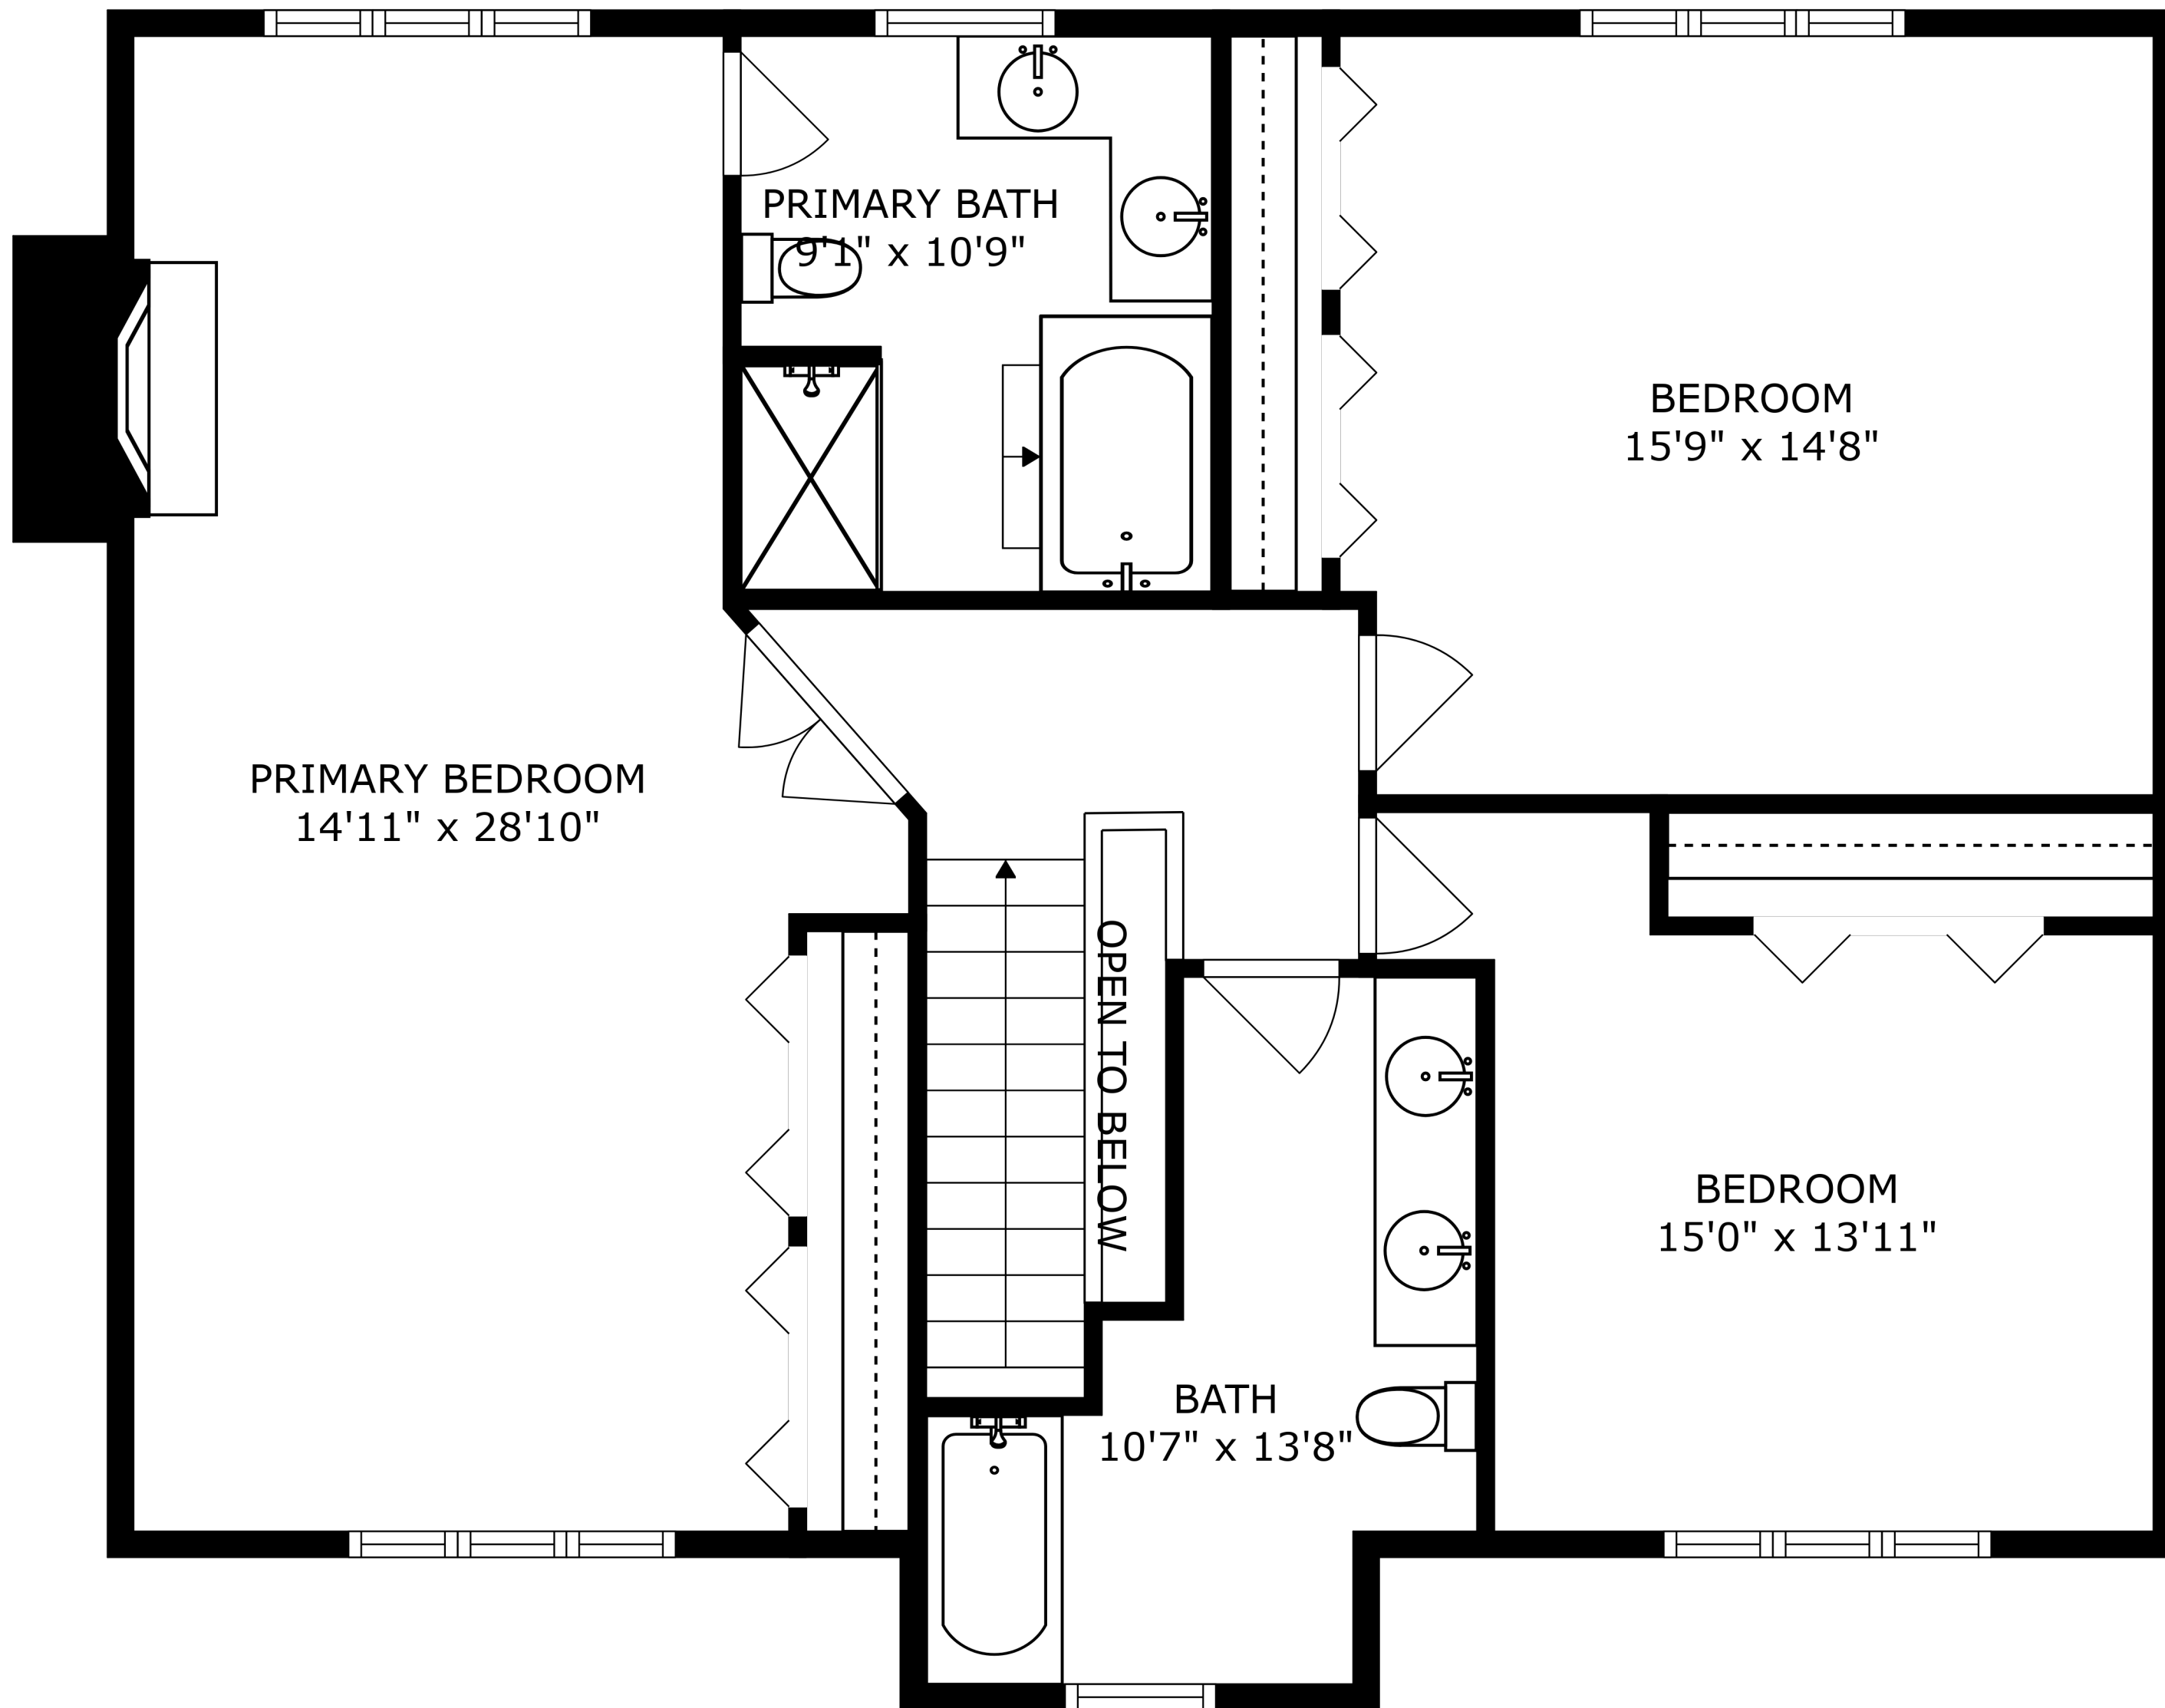 PRIMARY BATH
9'1" x 10'9"
BEDROOM
15'9" x 14'8"
PRIMARY BEDROOM
14'11" x 28'10"
OPEN TO BELOW
BEDROOM
15'0" x 13'11"
BATH
10'7" x 13'8"